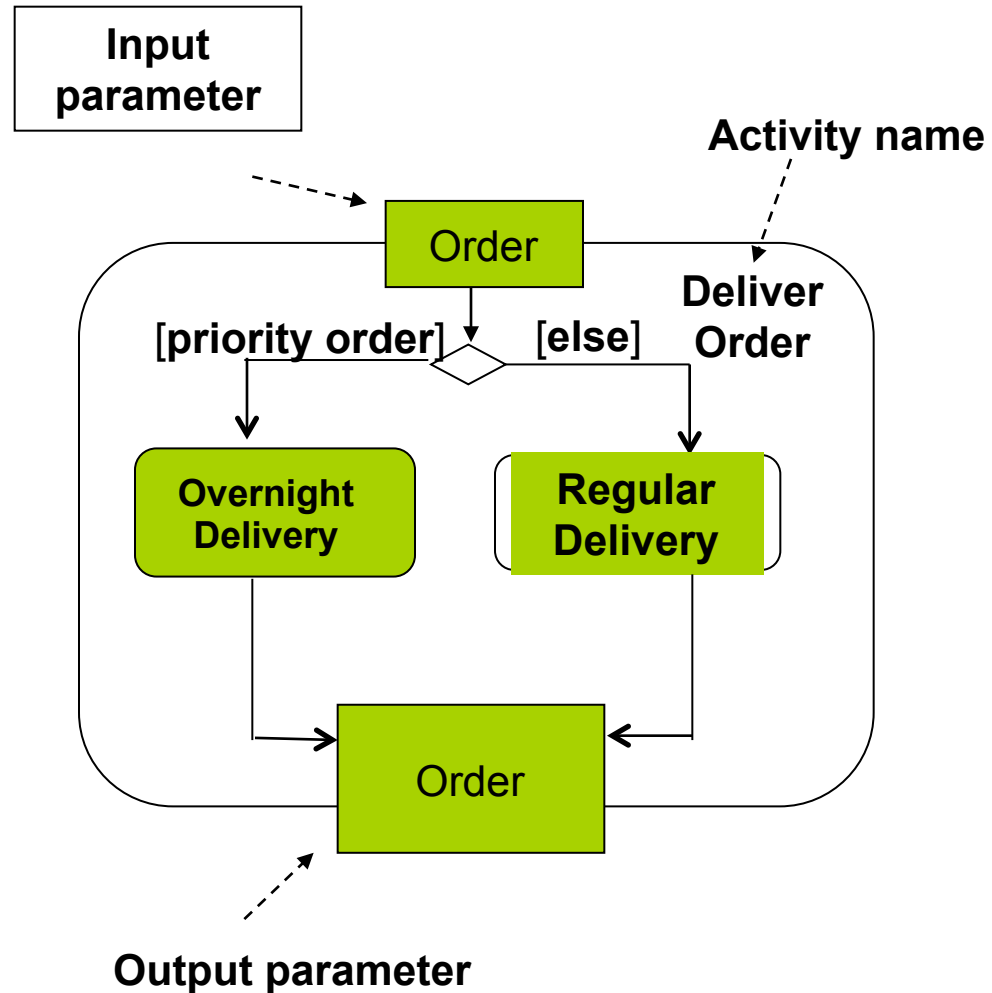 Input
parameter
Activity name
Order
Deliver
Order
[priority order]
[else]
Overnight
Delivery
Regular
Delivery
Order
Output parameter